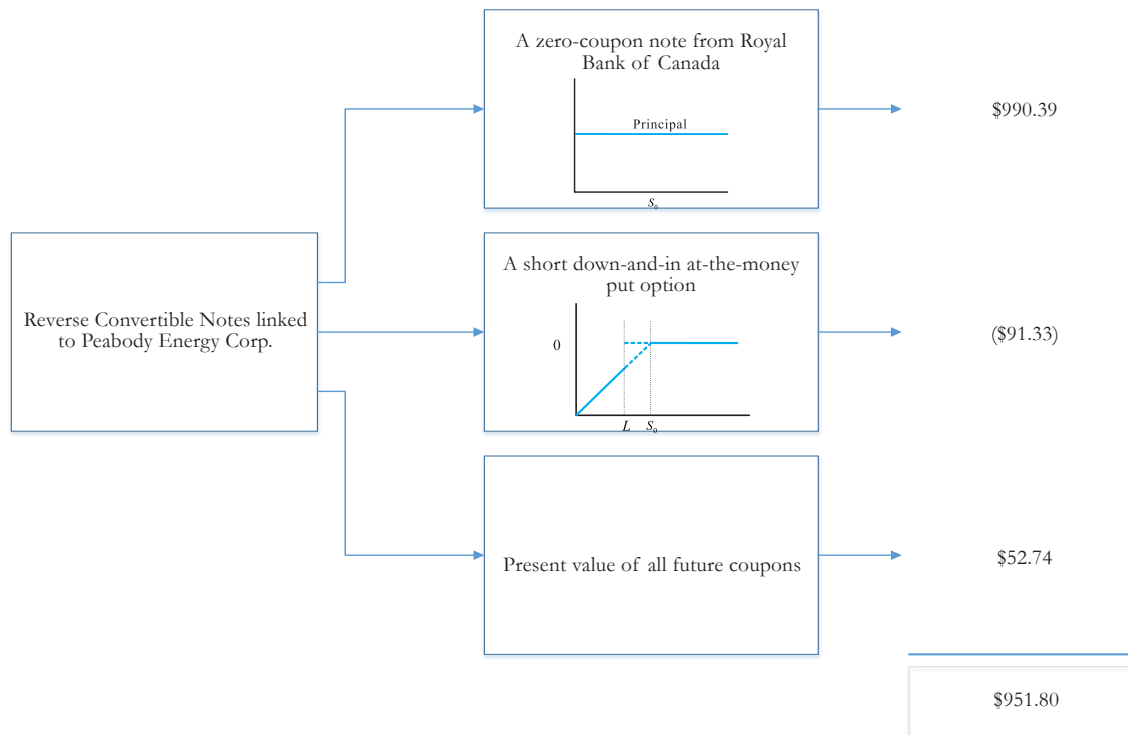 A zero-coupon note from Royal
Bank of Canada
Principal
S₀
$990.39
Reverse Convertible Notes linked
to Peabody Energy Corp.
A short down-and-in at-the-money
put option
0
L S₀
($91.33)
Present value of all future coupons
$52.74
$951.80